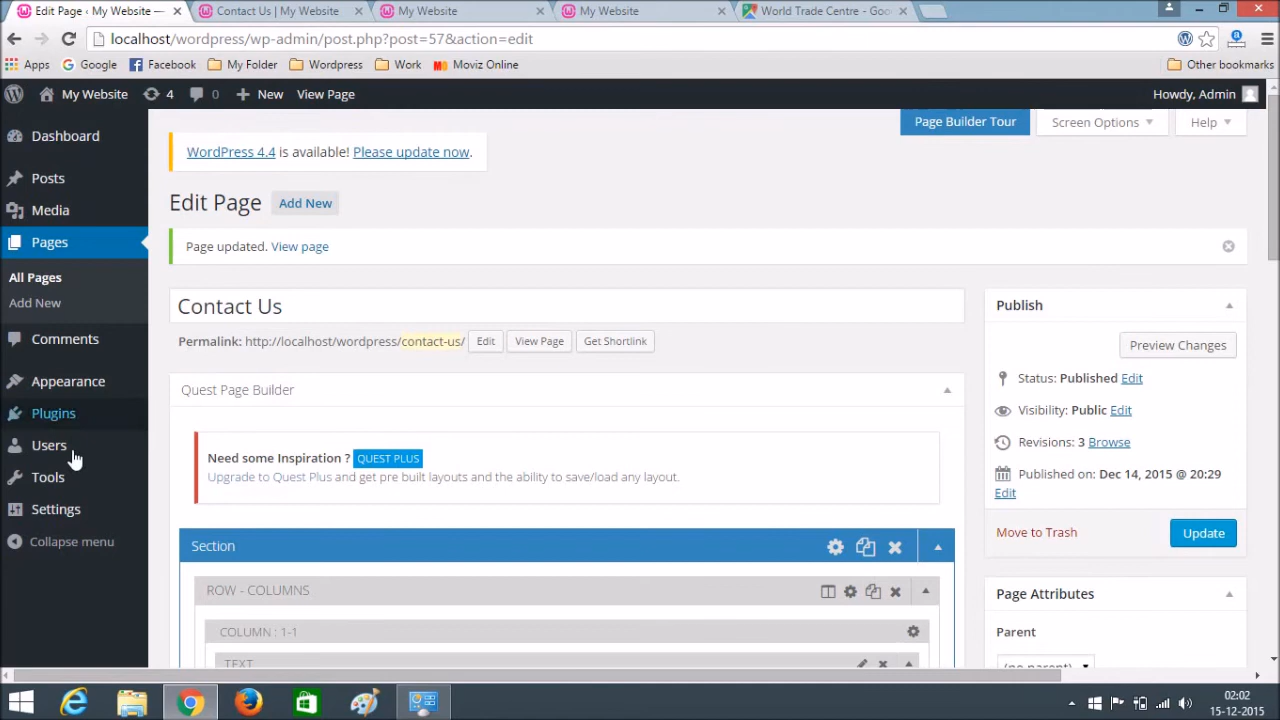 Edit Page ‹ My Website —
Contact Us | My Website
My Website
My Website
World Trade Centre - Goo
localhost/wordpress/wp-admin/post.php?post=57&action=edit
Apps
Google
Facebook
My Folder
Wordpress
Work
Moviz Online
Other bookmarks
My Website
4
0
New
View Page
Howdy, Admin
Dashboard
Posts
Media
Pages
All Pages
Add New
Comments
Appearance
Plugins
Users
Tools
Settings
Collapse menu
Page Builder Tour
Screen Options
Help
WordPress 4.4 is available! Please update now.
Edit Page
Add New
Page updated. View page
Contact Us
Permalink: http://localhost/wordpress/contact-us/
Edit
View Page
Get Shortlink
Quest Page Builder
Need some Inspiration ? QUEST PLUS
Upgrade to Quest Plus and get pre built layouts and the ability to save/load any layout.
Section
ROW - COLUMNS
COLUMN : 1-1
TEXT
Publish
Preview Changes
Status: Published Edit
Visibility: Public Edit
Revisions: 3 Browse
Published on: Dec 14, 2015 @ 20:29
Edit
Move to Trash
Update
Page Attributes
Parent
(no parent)
02:02
15-12-2015